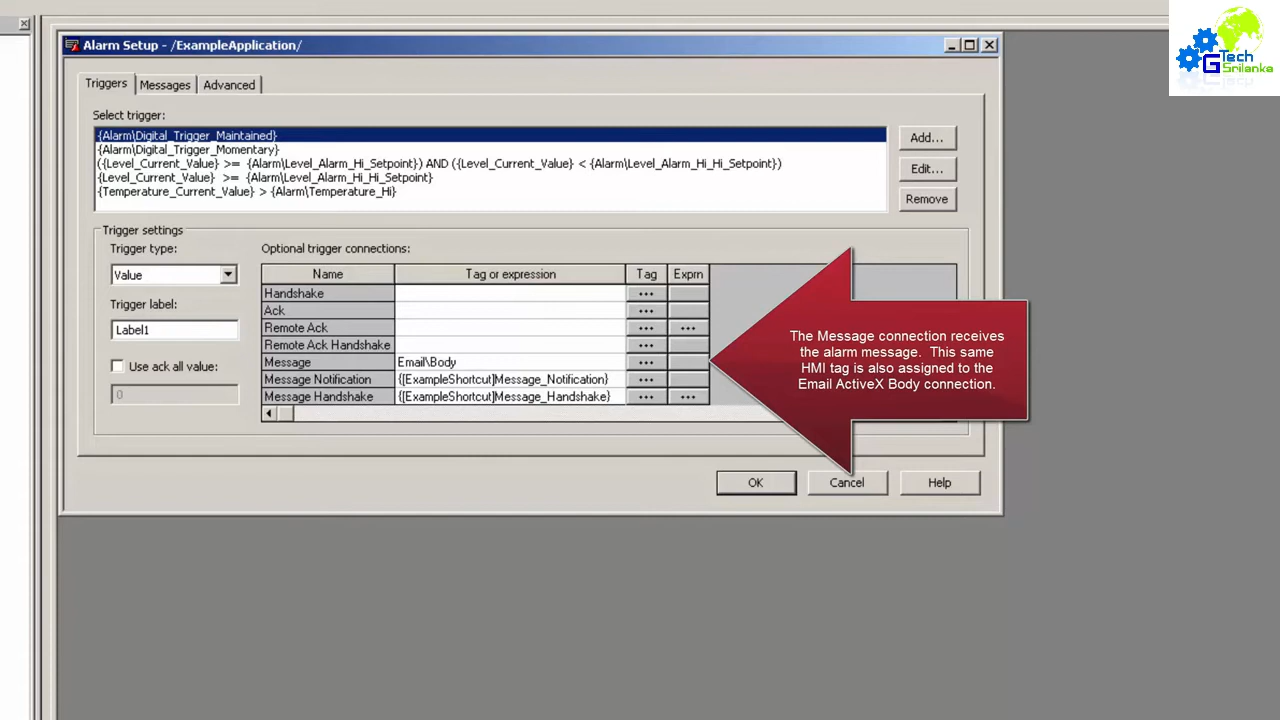 Alarm Setup - /ExampleApplication/
Tech
G Srilanka
Triggers Messages Advanced
Select trigger:
{Alarm\Digital_Trigger_Maintained}
{Alarm\Digital_Trigger_Momentary}
({Level_Current_Value} >= {Alarm\Level_Alarm_Hi_Setpoint}) AND ({Level_Current_Value} < {Alarm\Level_Alarm_Hi_Hi_Setpoint})
{Level_Current_Value} >= {Alarm\Level_Alarm_Hi_Hi_Setpoint}
{Temperature_Current_Value} > {Alarm\Temperature_Hi}
Add...
Edit...
Remove
Trigger settings
Trigger type:
Value
Trigger label:
Label1
Use ack all value:
0
Optional trigger connections:
Name Tag or expression Tag Exprn
Handshake ...
Ack ...
Remote Ack ... ...
Remote Ack Handshake ...
Message Email\Body ...
Message Notification {[ExampleShortcut]Message_Notification} ...
Message Handshake {[ExampleShortcut]Message_Handshake} ... ...
The Message connection receives
the alarm message. This same
HMI tag is also assigned to the
Email ActiveX Body connection.
OK Cancel Help